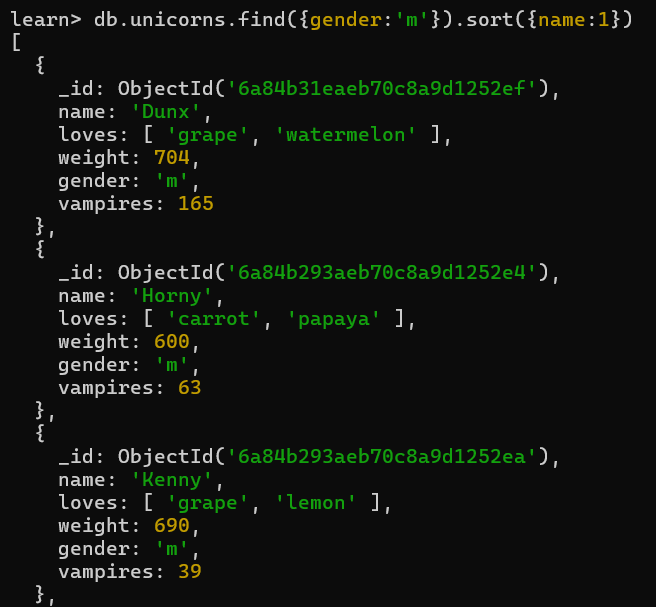 learn> db.unicorns.find({gender:'m'}).sort({name:1})
[
  {
    _id: ObjectId('6a84b31eaeb70c8a9d1252ef'),
    name: 'Dunx',
    loves: [ 'grape', 'watermelon' ],
    weight: 704,
    gender: 'm',
    vampires: 165
  },
  {
    _id: ObjectId('6a84b293aeb70c8a9d1252e4'),
    name: 'Horny',
    loves: [ 'carrot', 'papaya' ],
    weight: 600,
    gender: 'm',
    vampires: 63
  },
  {
    _id: ObjectId('6a84b293aeb70c8a9d1252ea'),
    name: 'Kenny',
    loves: [ 'grape', 'lemon' ],
    weight: 690,
    gender: 'm',
    vampires: 39
  },